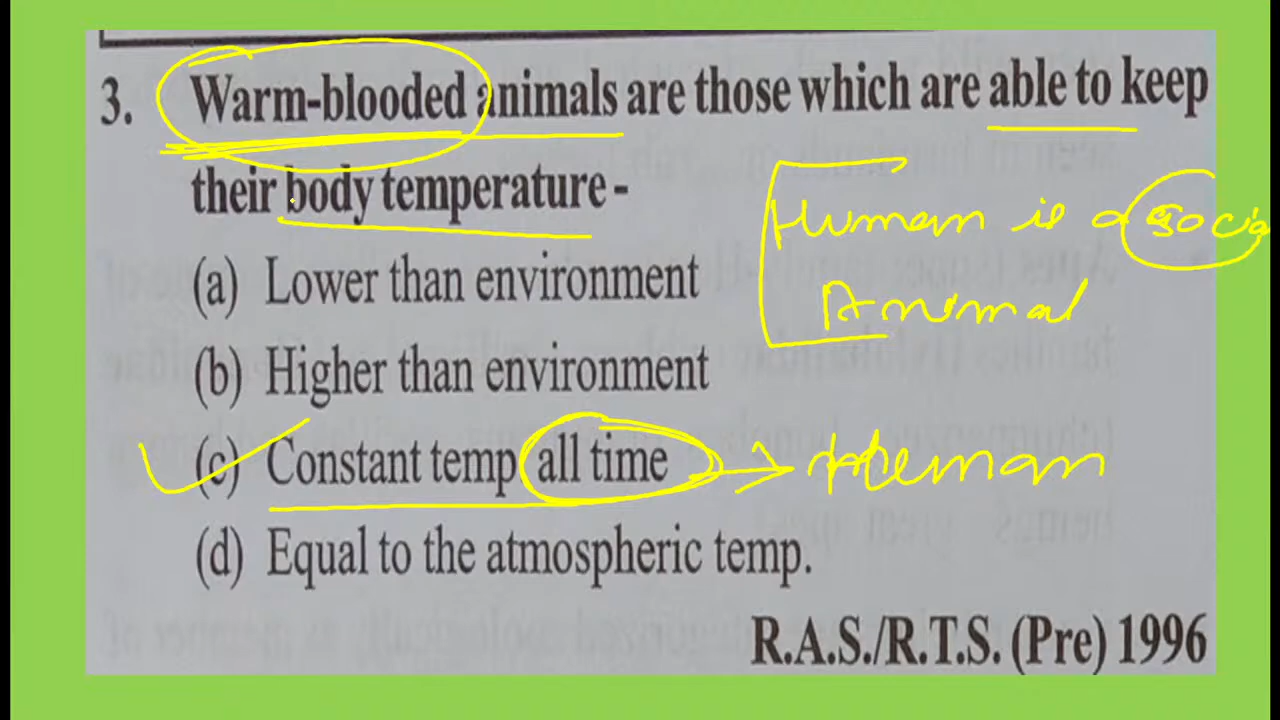 3. Warm-blooded animals are those which are able to keep
their body temperature -
Human is a socia
Animal
(a) Lower than environment
(b) Higher than environment
(c) Constant temp all time → Human
(d) Equal to the atmospheric temp.
R.A.S./R.T.S. (Pre) 1996